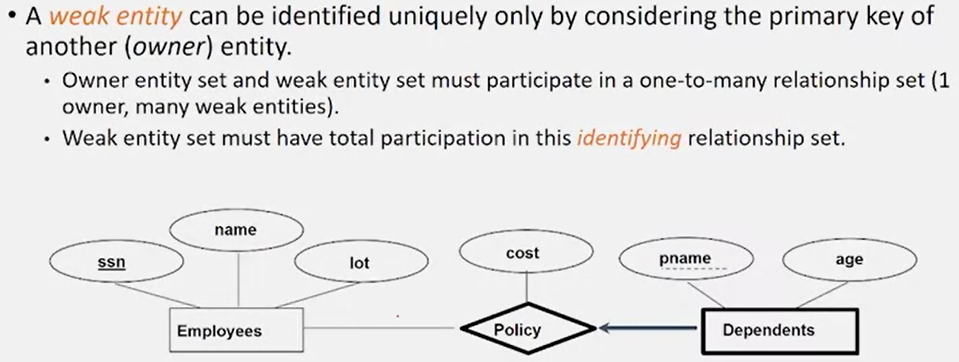 • A weak entity can be identified uniquely only by considering the primary key of
another (owner) entity.
• Owner entity set and weak entity set must participate in a one-to-many relationship set (1
owner, many weak entities).
• Weak entity set must have total participation in this identifying relationship set.
name
ssn
lot
cost
pname
age
Employees
Policy
Dependents